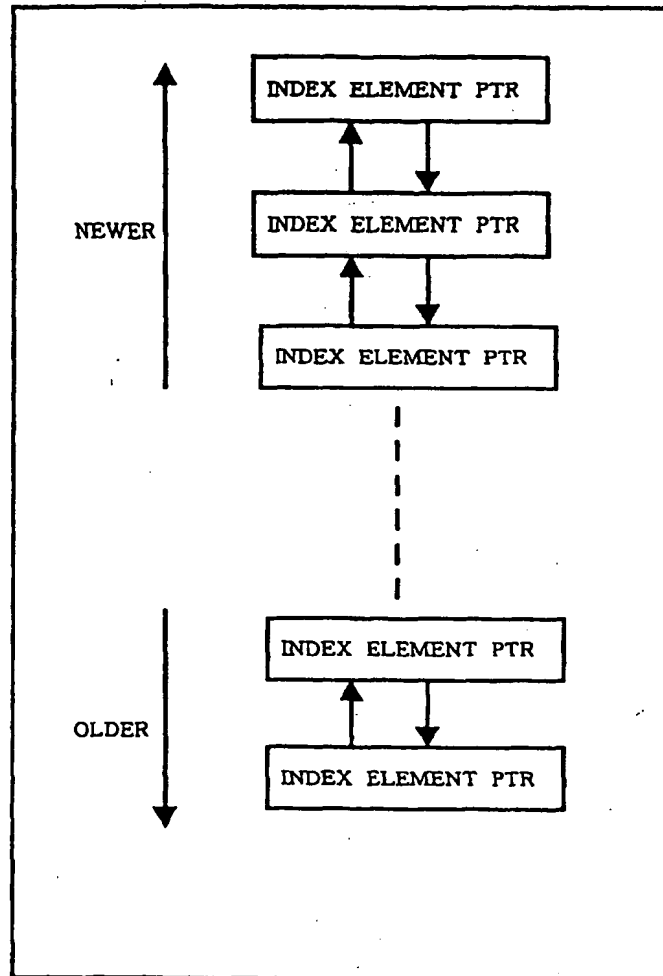 INDEX ELEMENT PTR
INDEX ELEMENT PTR
NEWER
INDEX ELEMENT PTR
INDEX ELEMENT PTR
OLDER
INDEX ELEMENT PTR